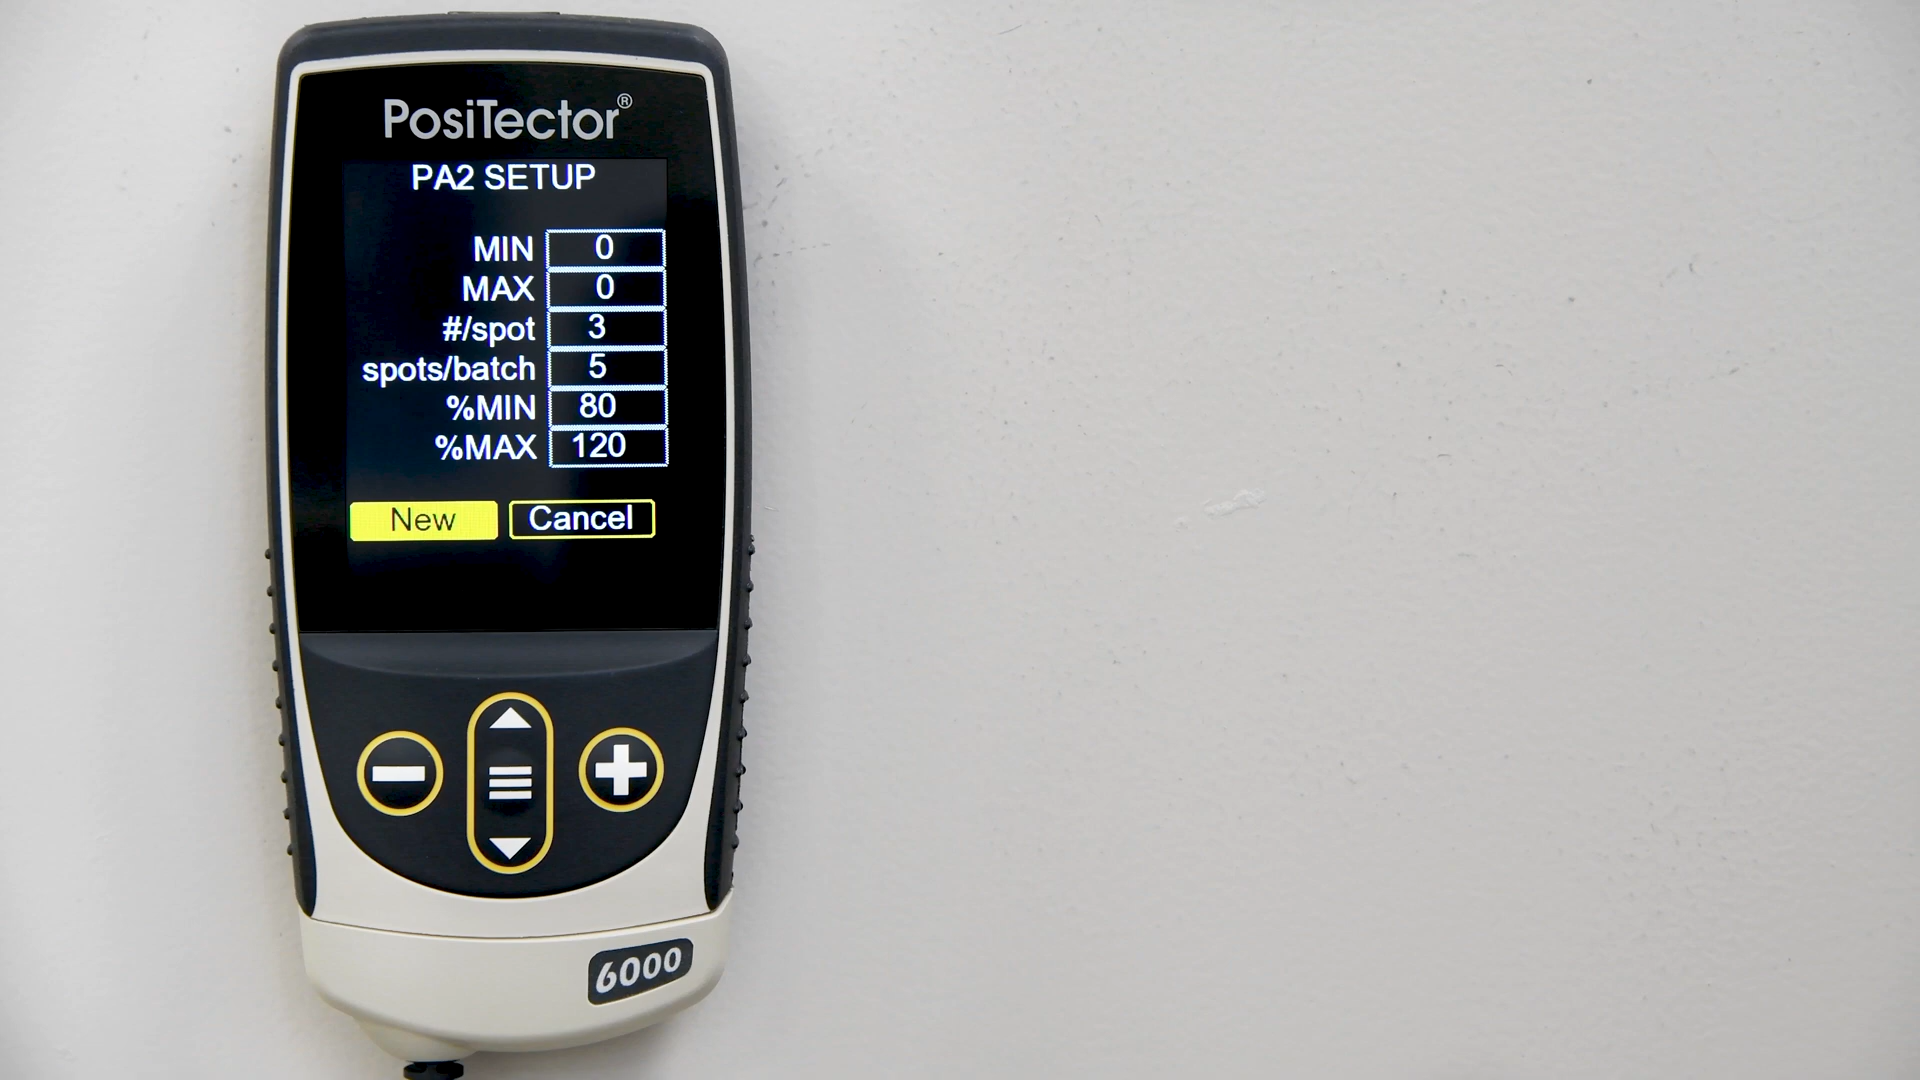 PosiTector®
PA2 SETUP
MIN 0
MAX 0
#/spot 3
spots/batch 5
%MIN 80
%MAX 120
New Cancel
6000